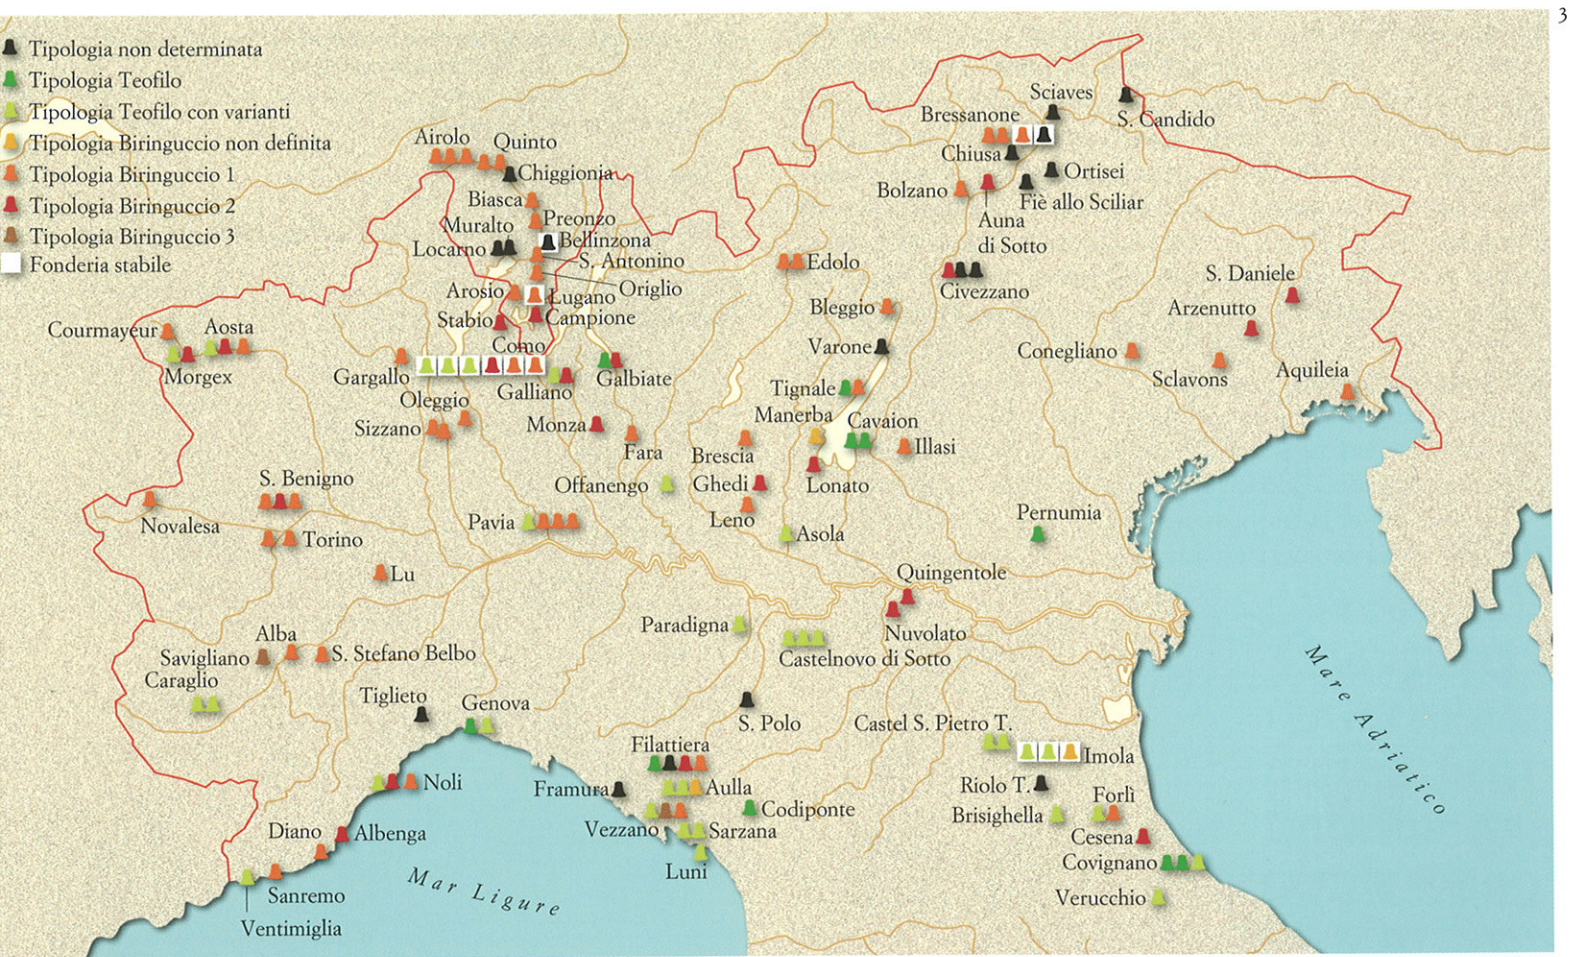 3
Tipologia non determinata
Tipologia Teofilo
Tipologia Teofilo con varianti
Tipologia Biringuccio non definita
Tipologia Biringuccio 1
Tipologia Biringuccio 2
Tipologia Biringuccio 3
Fonderia stabile
Sciaves
S. Candido
Bressanone
Chiusa
Ortisei
Bolzano
Fiè allo Sciliar
Auna
di Sotto
Civezzano
Airolo
Quinto
Chiggionia
Biasca
Preonzo
Muralto
Bellinzona
Locarno
S. Antonino
Origlio
Arosio
Lugano
Stabio
Campione
Como
Edolo
Bleggio
Varone
S. Daniele
Arzenutto
Conegliano
Sclavons
Aquileia
Courmayeur
Aosta
Morgex
Gargallo
Galliano
Galbiate
Oleggio
Sizzano
Monza
Fara
Tignale
Manerba
Cavaion
Illasi
Brescia
Lonato
Offanengo
Ghedi
Leno
Asola
Pernumia
S. Benigno
Novalesa
Torino
Pavia
Lu
Quingentole
Nuvolato
Paradigna
Castelnovo di Sotto
Alba
Savigliano
S. Stefano Belbo
Caraglio
Tiglieto
Genova
S. Polo
Castel S. Pietro T.
Imola
Filattiera
Noli
Framura
Aulla
Codiponte
Riolo T.
Forlì
Brisighella
Vezzano
Sarzana
Cesena
Diano
Albenga
Luni
Covignano
Verucchio
Sanremo
Ventimiglia
Mar Ligure
Mare Adriatico